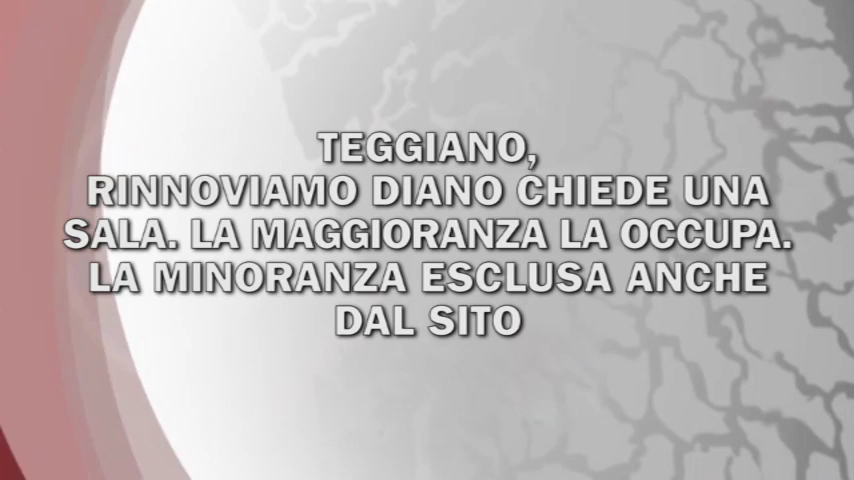 TEGGIANO,
RINNOVIAMO DIANO CHIEDE UNA
SALA. LA MAGGIORANZA LA OCCUPA.
LA MINORANZA ESCLUSA ANCHE
DAL SITO